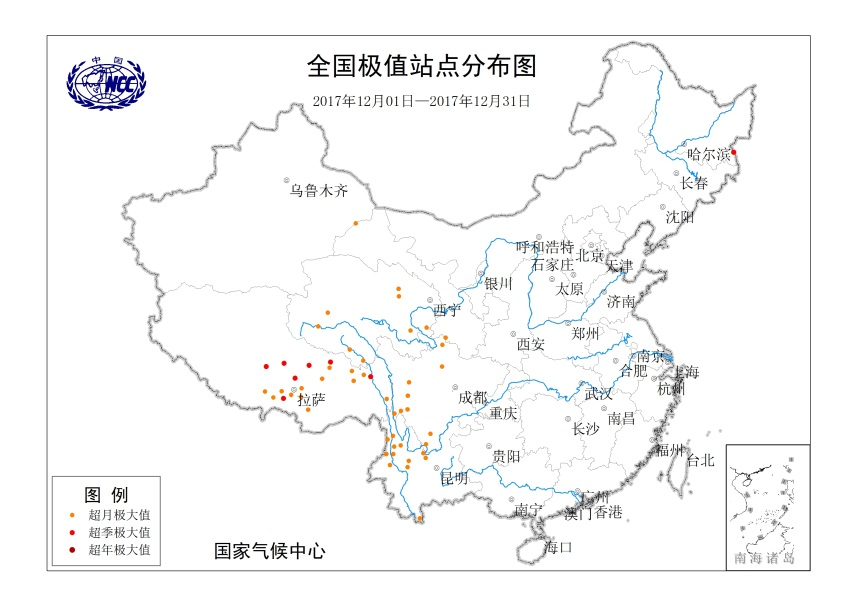 中国
NCC
全国极值站点分布图
2017年12月01日—2017年12月31日
哈尔滨
长春
乌鲁木齐
沈阳
呼和浩特
北京
天津
石家庄
银川
太原
济南
西宁
郑州
西安
南京
合肥
上海
成都
武汉
杭州
拉萨
重庆
南昌
长沙
贵阳
福州
台北
昆明
广州
南宁
澳门
香港
海口
图 例
超月极大值
超季极大值
超年极大值
国家气候中心
南海诸岛